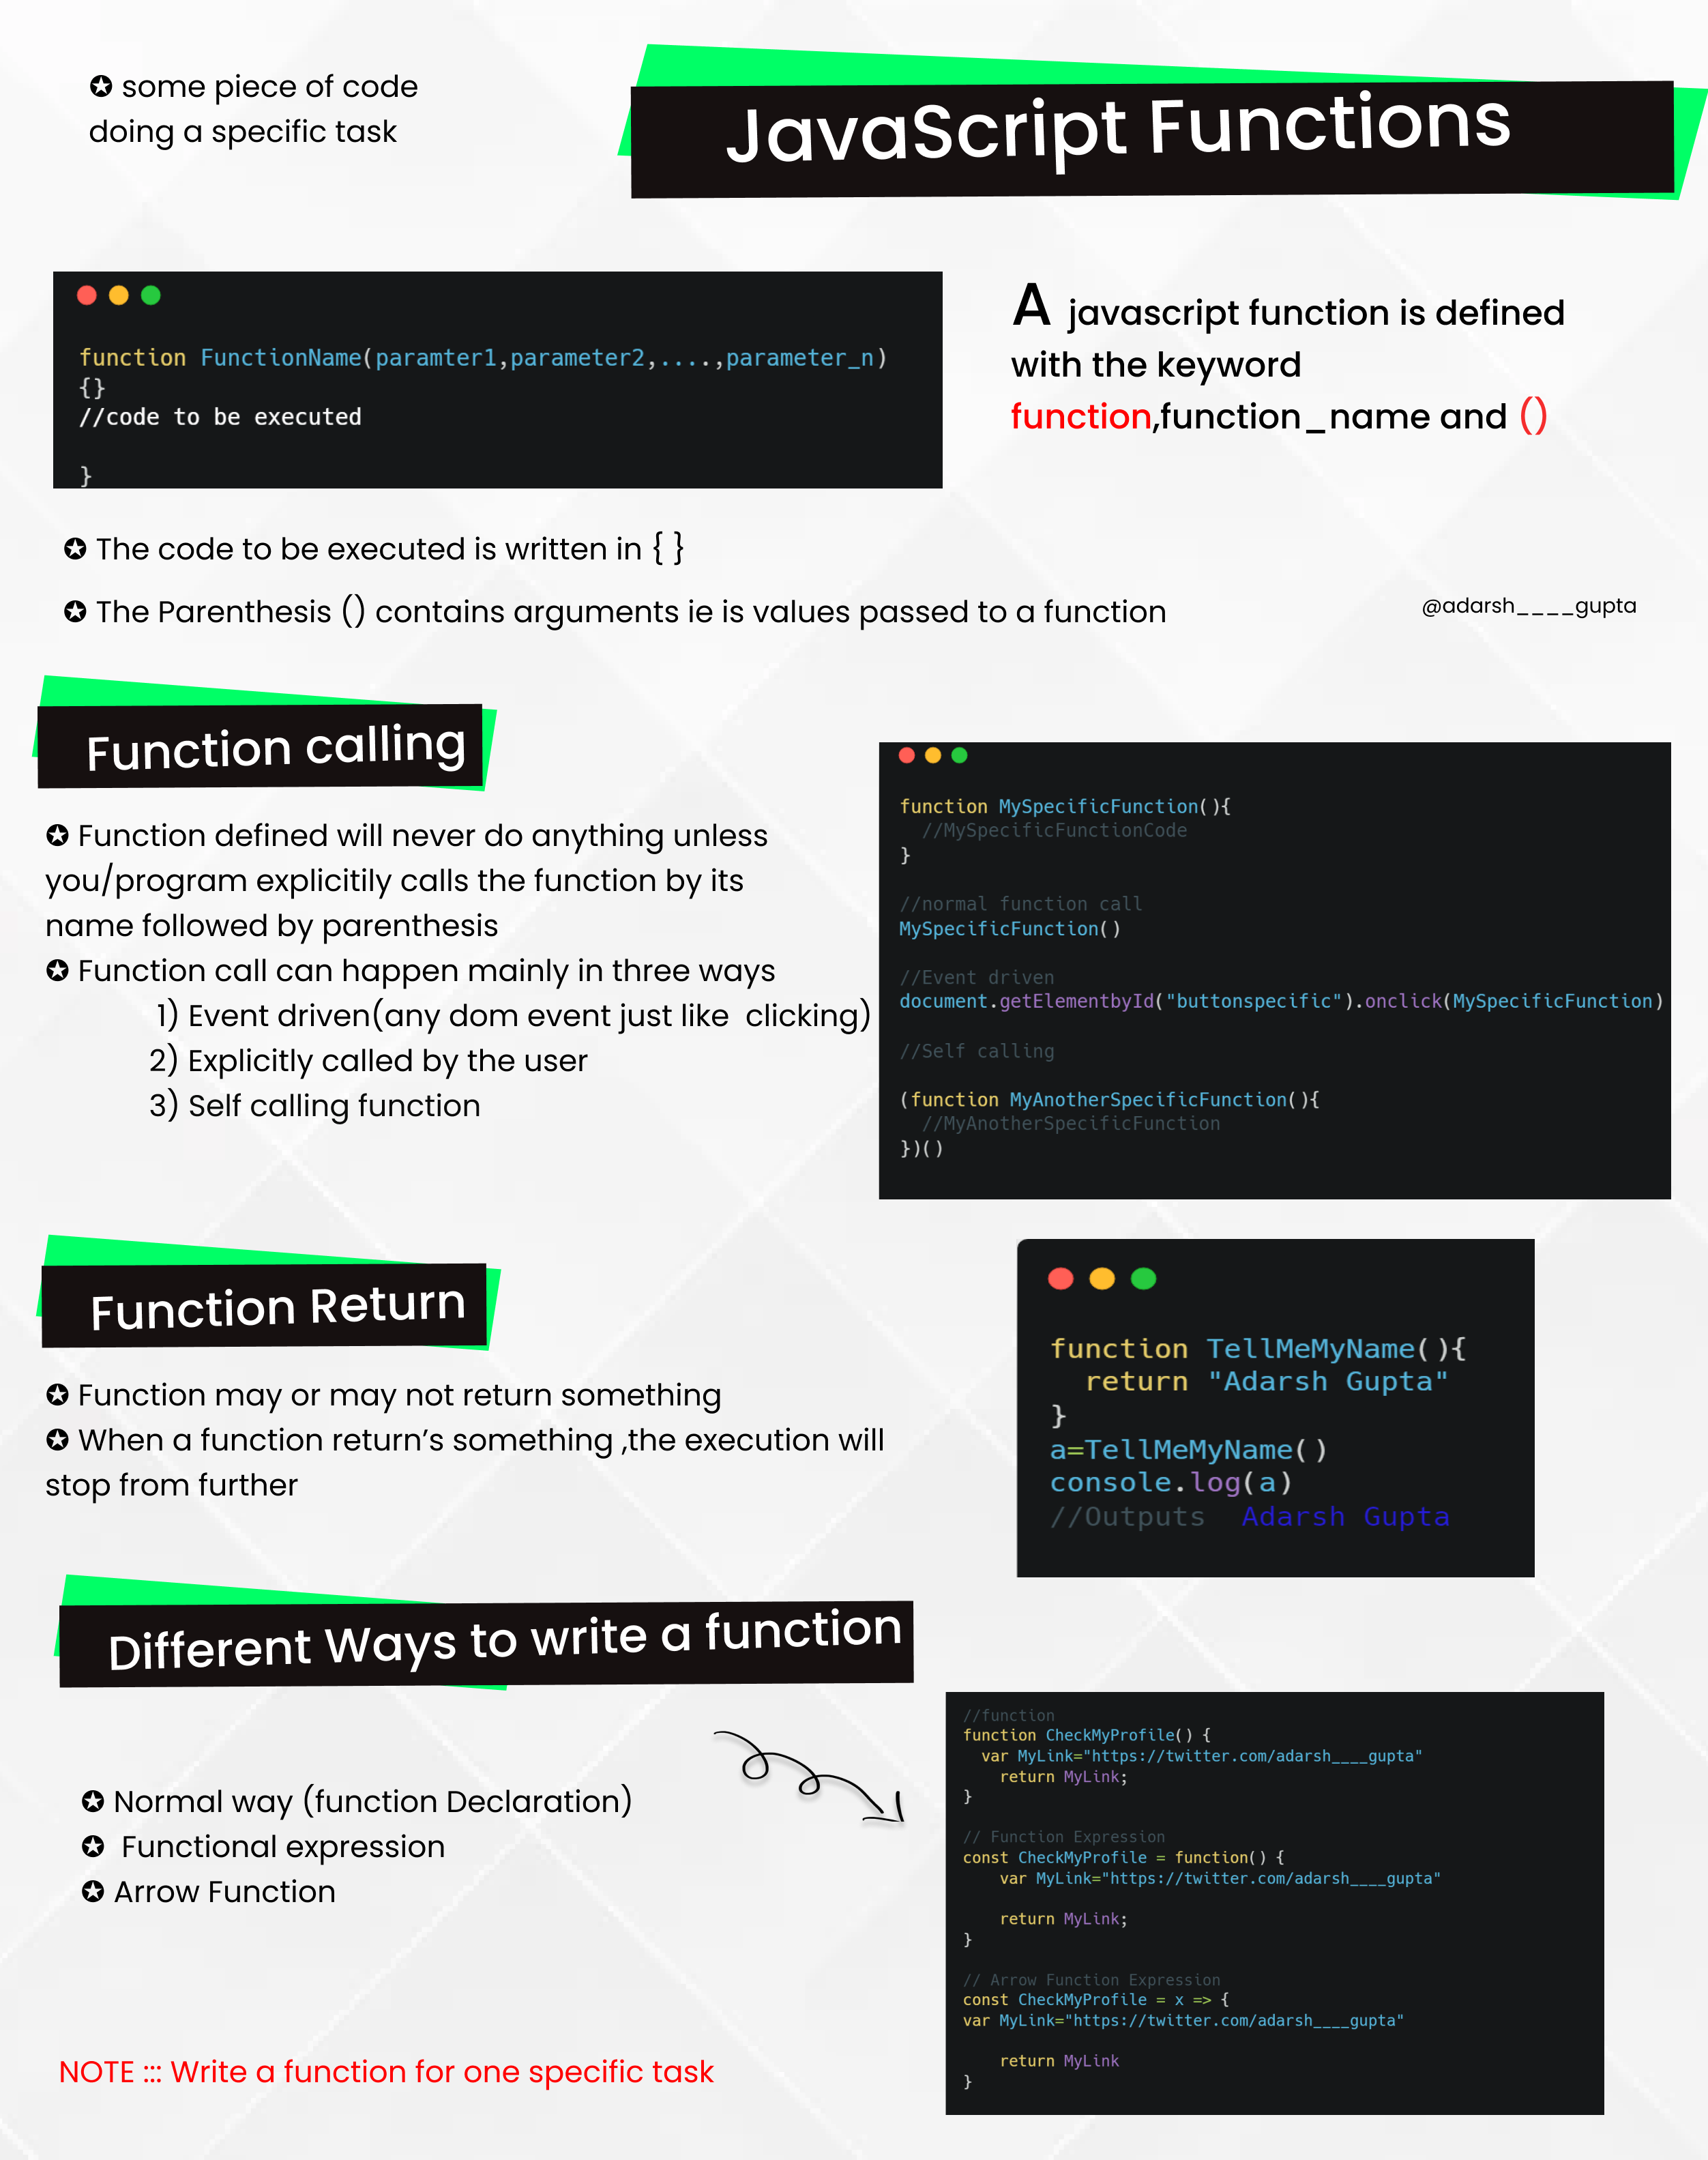 ✪ some piece of code
doing a specific task
JavaScript Functions
function FunctionName(paramter1,parameter2,....,parameter_n)
{}
//code to be executed
}
A javascript function is defined
with the keyword
function,function_name and ()
✪ The code to be executed is written in { }
✪ The Parenthesis () contains arguments ie is values passed to a function
@adarsh____gupta
Function calling
✪ Function defined will never do anything unless
you/program explicitily calls the function by its
name followed by parenthesis
✪ Function call can happen mainly in three ways
1) Event driven(any dom event just like  clicking)
2) Explicitly called by the user
3) Self calling function
function MySpecificFunction(){
  //MySpecificFunctionCode
}
//normal function call
MySpecificFunction()
//Event driven
document.getElementbyId("buttonspecific").onclick(MySpecificFunction)
//Self calling
(function MyAnotherSpecificFunction(){
  //MyAnotherSpecificFunction
})()
Function Return
✪ Function may or may not return something
✪ When a function return’s something ,the execution will
stop from further
function TellMeMyName(){
  return "Adarsh Gupta"
}
a=TellMeMyName()
console.log(a)
//Outputs  Adarsh Gupta
Different Ways to write a function
✪ Normal way (function Declaration)
✪ Functional expression
✪ Arrow Function
//function
function CheckMyProfile() {
  var MyLink="https://twitter.com/adarsh____gupta"
    return MyLink;
}
// Function Expression
const CheckMyProfile = function() {
    var MyLink="https://twitter.com/adarsh____gupta"
    return MyLink;
}
// Arrow Function Expression
const CheckMyProfile = x => {
var MyLink="https://twitter.com/adarsh____gupta"
    return MyLink
}
NOTE ::: Write a function for one specific task